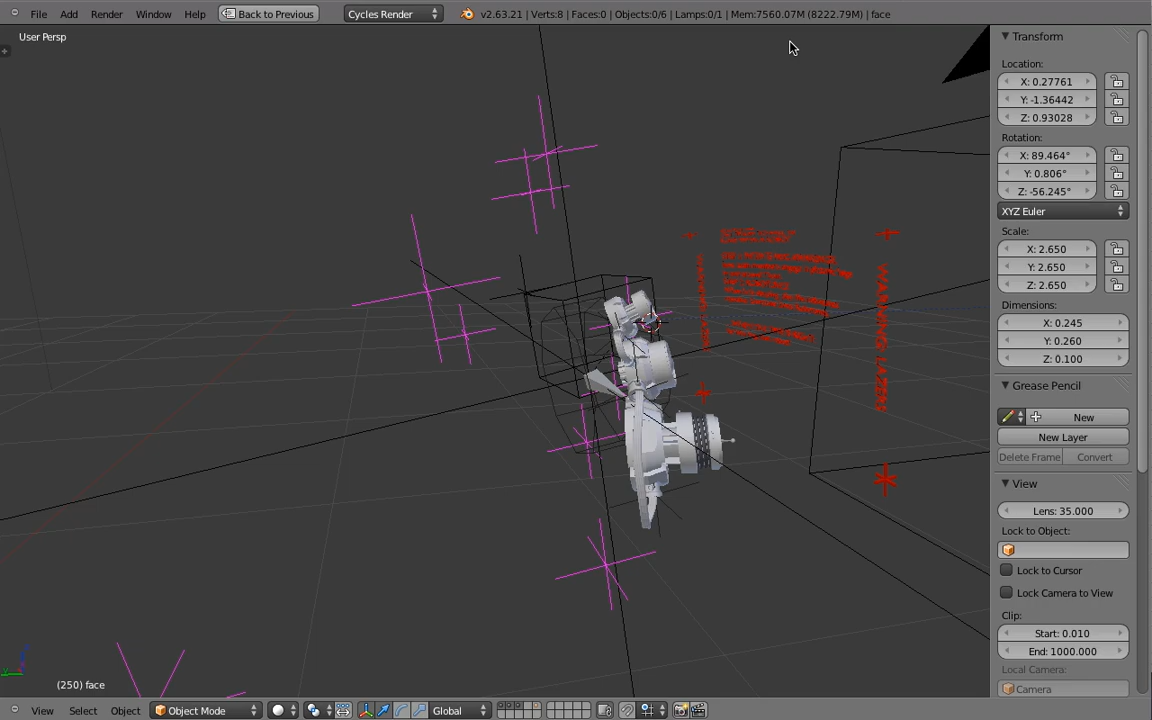 File Add Render Window Help Back to Previous Cycles Render v2.63.21 | Verts:8 | Faces:0 | Objects:0/6 | Lamps:0/1 | Mem:7560.07M (8222.79M) | face
User Persp
Transform
Location:
X: 0.27761
Y: -1.36442
Z: 0.93028
Rotation:
X: 89.464°
Y: 0.806°
Z: -56.245°
XYZ Euler
Scale:
X: 2.650
Y: 2.650
Z: 2.650
Dimensions:
X: 0.245
Y: 0.260
Z: 0.100
Grease Pencil
New
New Layer
Delete Frame Convert
View
Lens: 35.000
Lock to Object:
Lock to Cursor
Lock Camera to View
Clip:
Start: 0.010
End: 1000.000
Local Camera:
Camera
(250) face
View Select Object Object Mode Global